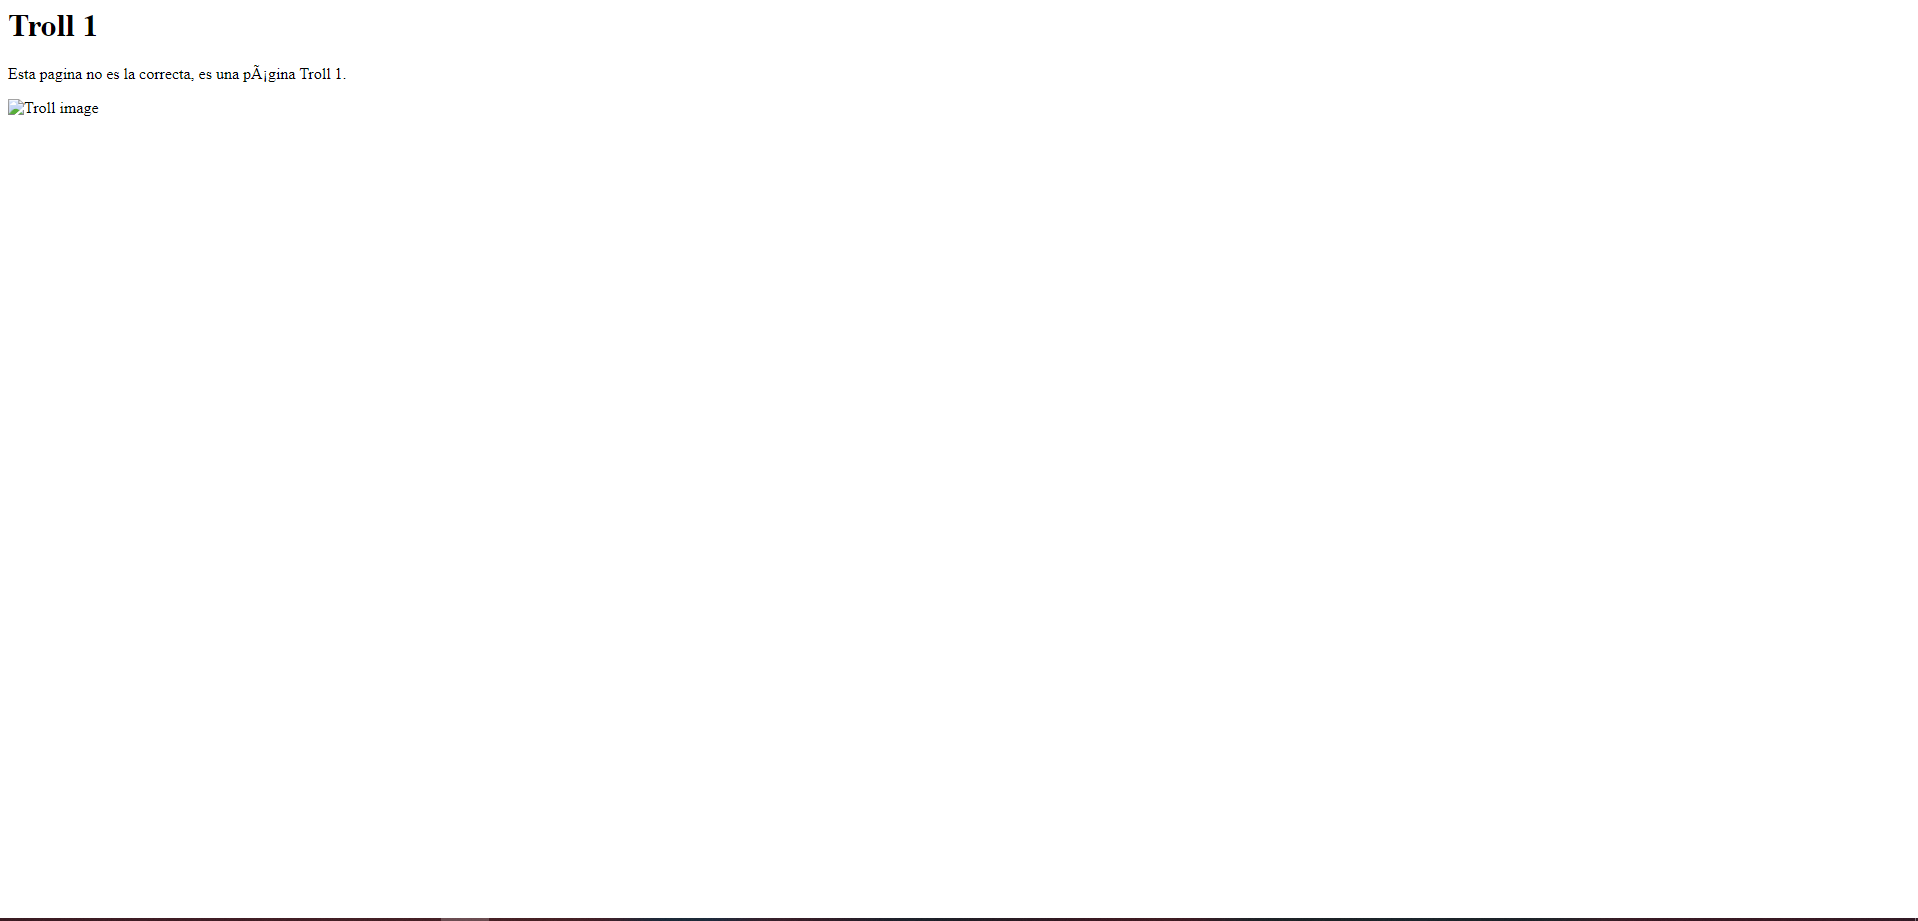 Troll 1
Esta pagina no es la correcta, es una pÃ¡gina Troll 1.
Troll image